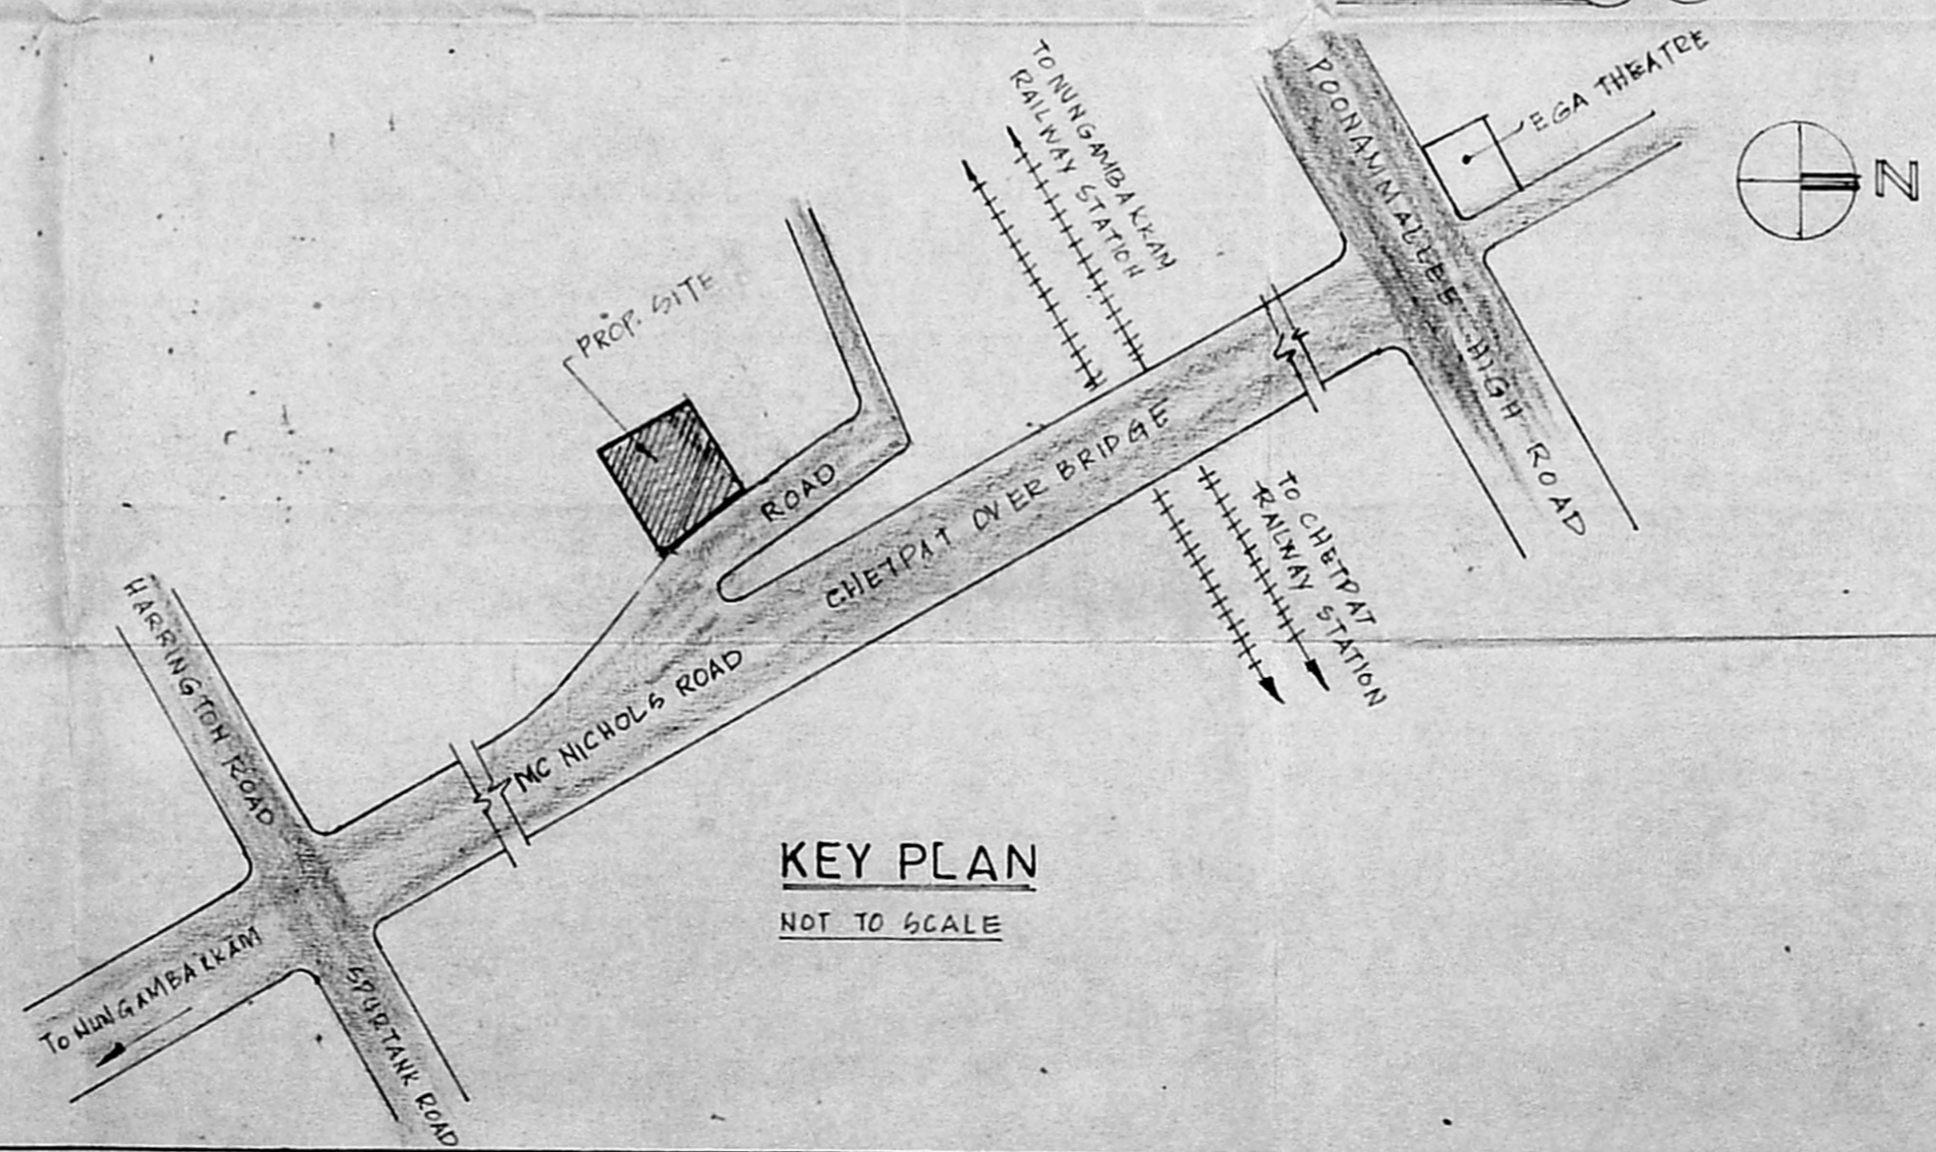 TO NUNGAMBAKKAM
RAILWAY STATION
POONAMMALLEE HIGH ROAD
EGA THEATRE
N
PROP. SITE
ROAD
CHETPAT OVER BRIDGE
TO CHETPAT
RAILWAY STATION
HARRINGTON ROAD
MC NICHOLS ROAD
KEY PLAN
NOT TO SCALE
TO NUNGAMBAKKAM
SPURTANK ROAD